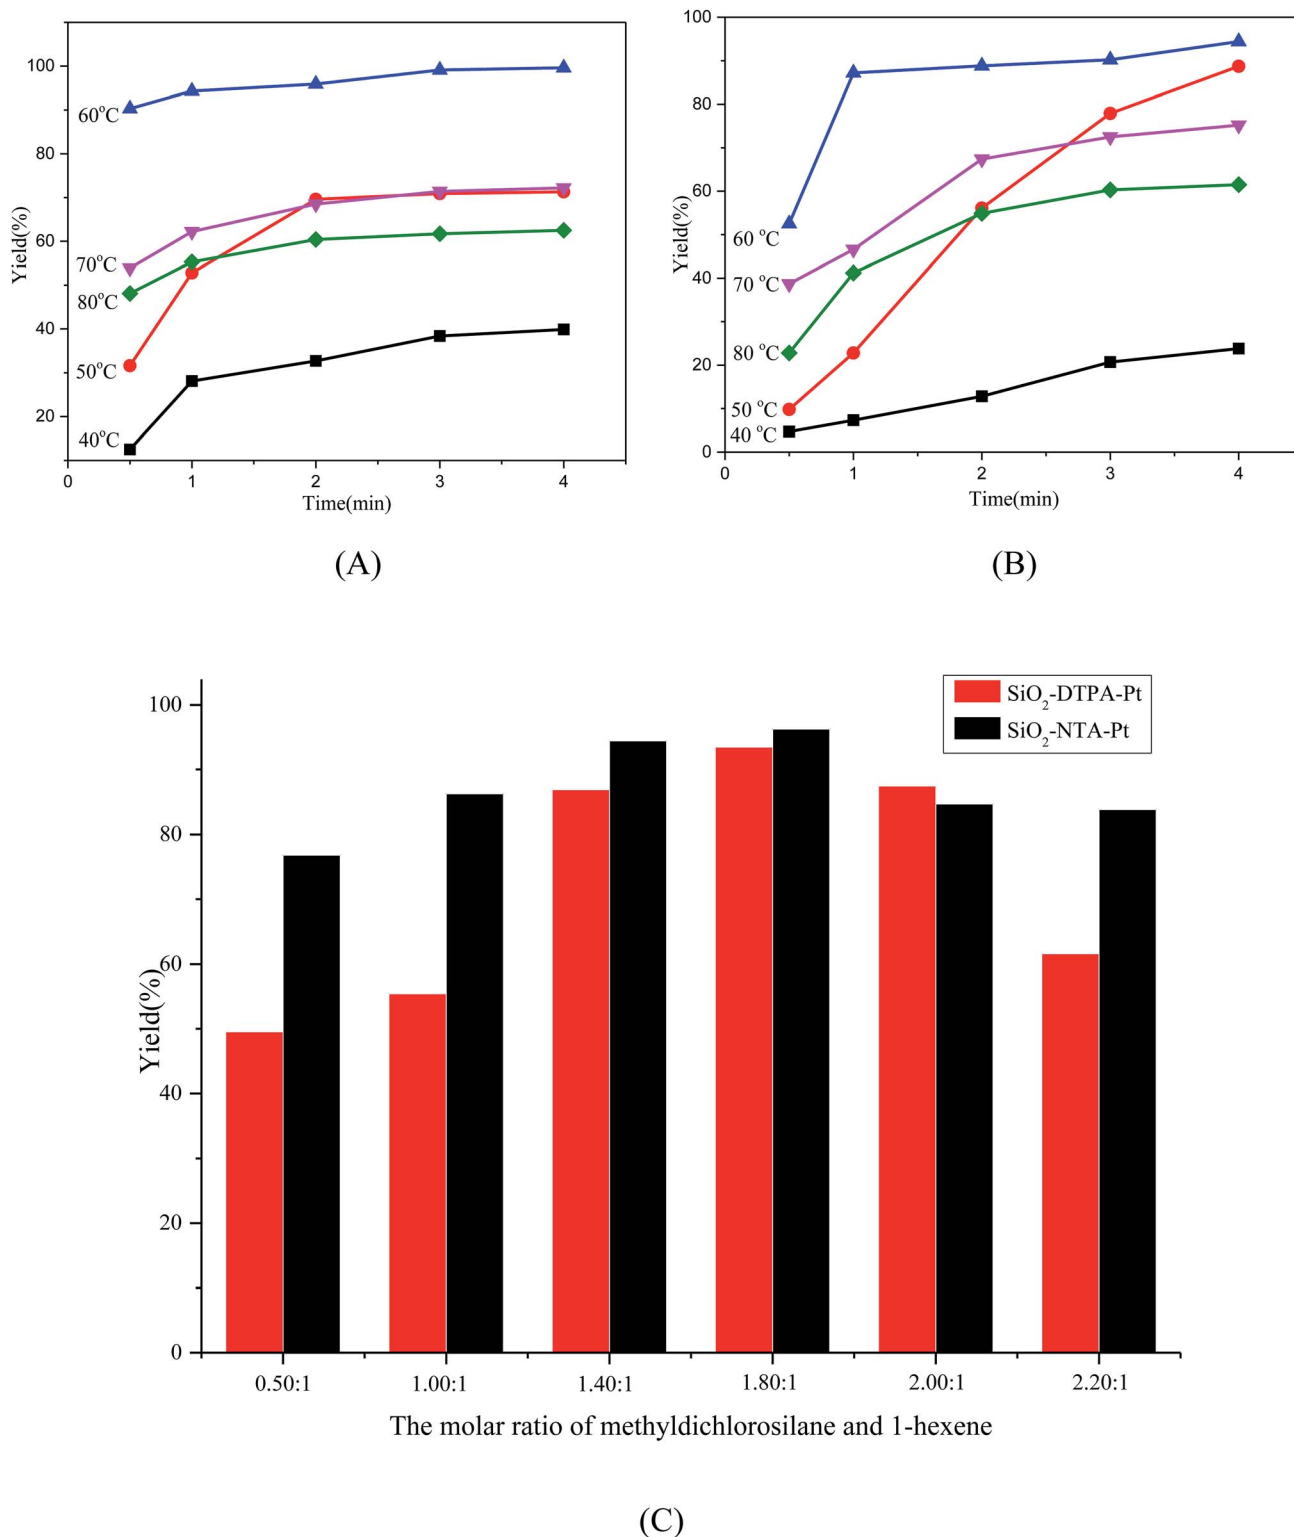 100
80
60
40
20
0
1
2
3
4
Yield(%)
Time(min)
60°C
70°C
80°C
50°C
40°C
(A)
100
80
60
40
20
0
0
1
2
3
4
Yield(%)
Time(min)
60 °C
70 °C
80 °C
50 °C
40 °C
(B)
SiO₂-DTPA-Pt
SiO₂-NTA-Pt
100
80
60
40
20
0
Yield(%)
0.50:1
1.00:1
1.40:1
1.80:1
2.00:1
2.20:1
The molar ratio of methyldichlorosilane and 1-hexene
(C)